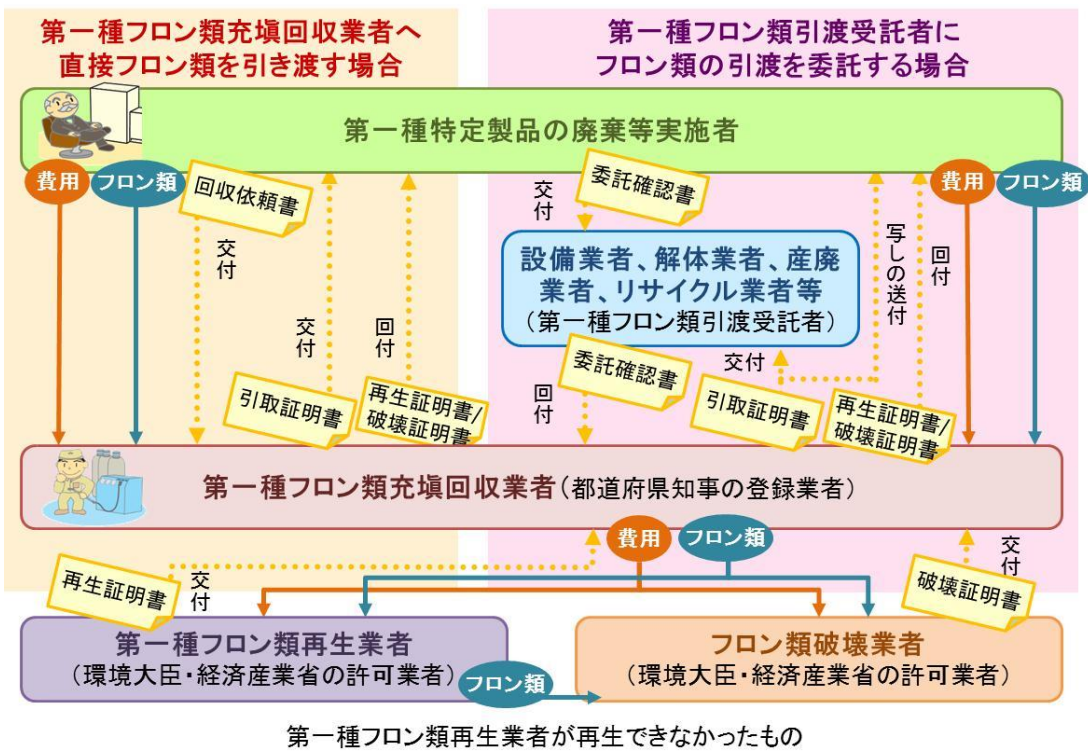 第一種フロン類充塡回収業者へ
直接フロン類を引き渡す場合
第一種フロン類引渡受託者に
フロン類の引渡を委託する場合
第一種特定製品の廃棄等実施者
費用
フロン類
回収依頼書
交付
引取証明書
交付
再生証明書/
破壊証明書
回付
委託確認書
交付
設備業者、解体業者、産廃
業者、リサイクル業者等
(第一種フロン類引渡受託者)
委託確認書
回付
引取証明書
交付
写しの送付
再生証明書/
破壊証明書
回付
費用
フロン類
第一種フロン類充塡回収業者(都道府県知事の登録業者)
費用
フロン類
再生証明書
交付
破壊証明書
交付
第一種フロン類再生業者
(環境大臣・経済産業省の許可業者)
フロン類
フロン類破壊業者
(環境大臣・経済産業省の許可業者)
第一種フロン類再生業者が再生できなかったもの